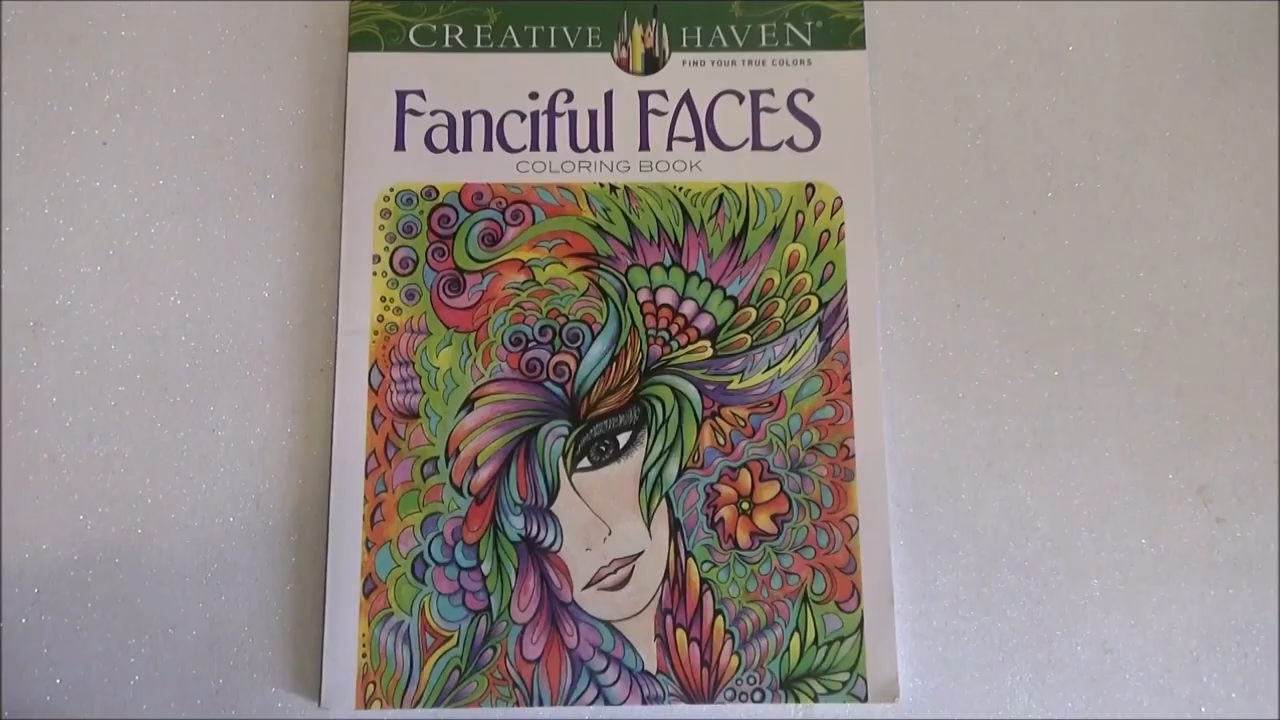 CREATIVE HAVEN®
FIND YOUR TRUE COLORS
Fanciful FACES
COLORING BOOK